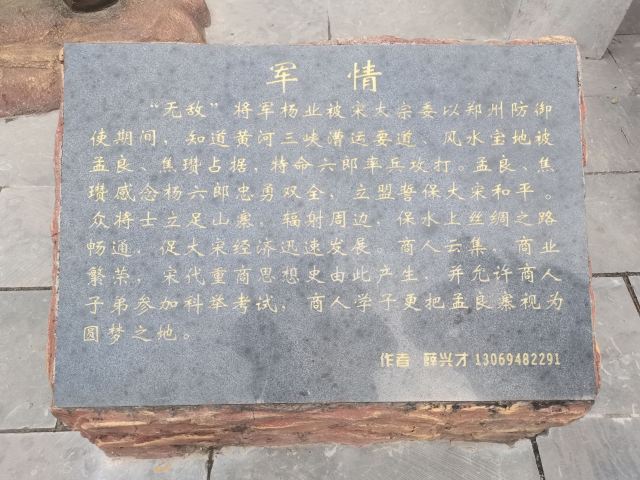 军 情
“无敌”将军杨业被宋太宗委以郑州防御
使期间，知道黄河三峡漕运要道、风水宝地被
孟良、焦瓒占据，特命六郎率兵攻打。孟良、焦
瓒感念杨六郎忠勇双全，立盟誓保大宋和平。
众将士立足山寨，辐射周边，保水上丝绸之路
畅通，促大宋经济迅速发展。商人云集，商业
繁荣，宋代重商思想史由此产生，并允许商人
子弟参加科举考试，商人学子更把孟良寨视为
圆梦之地。
作者 薛兴才 13069482291